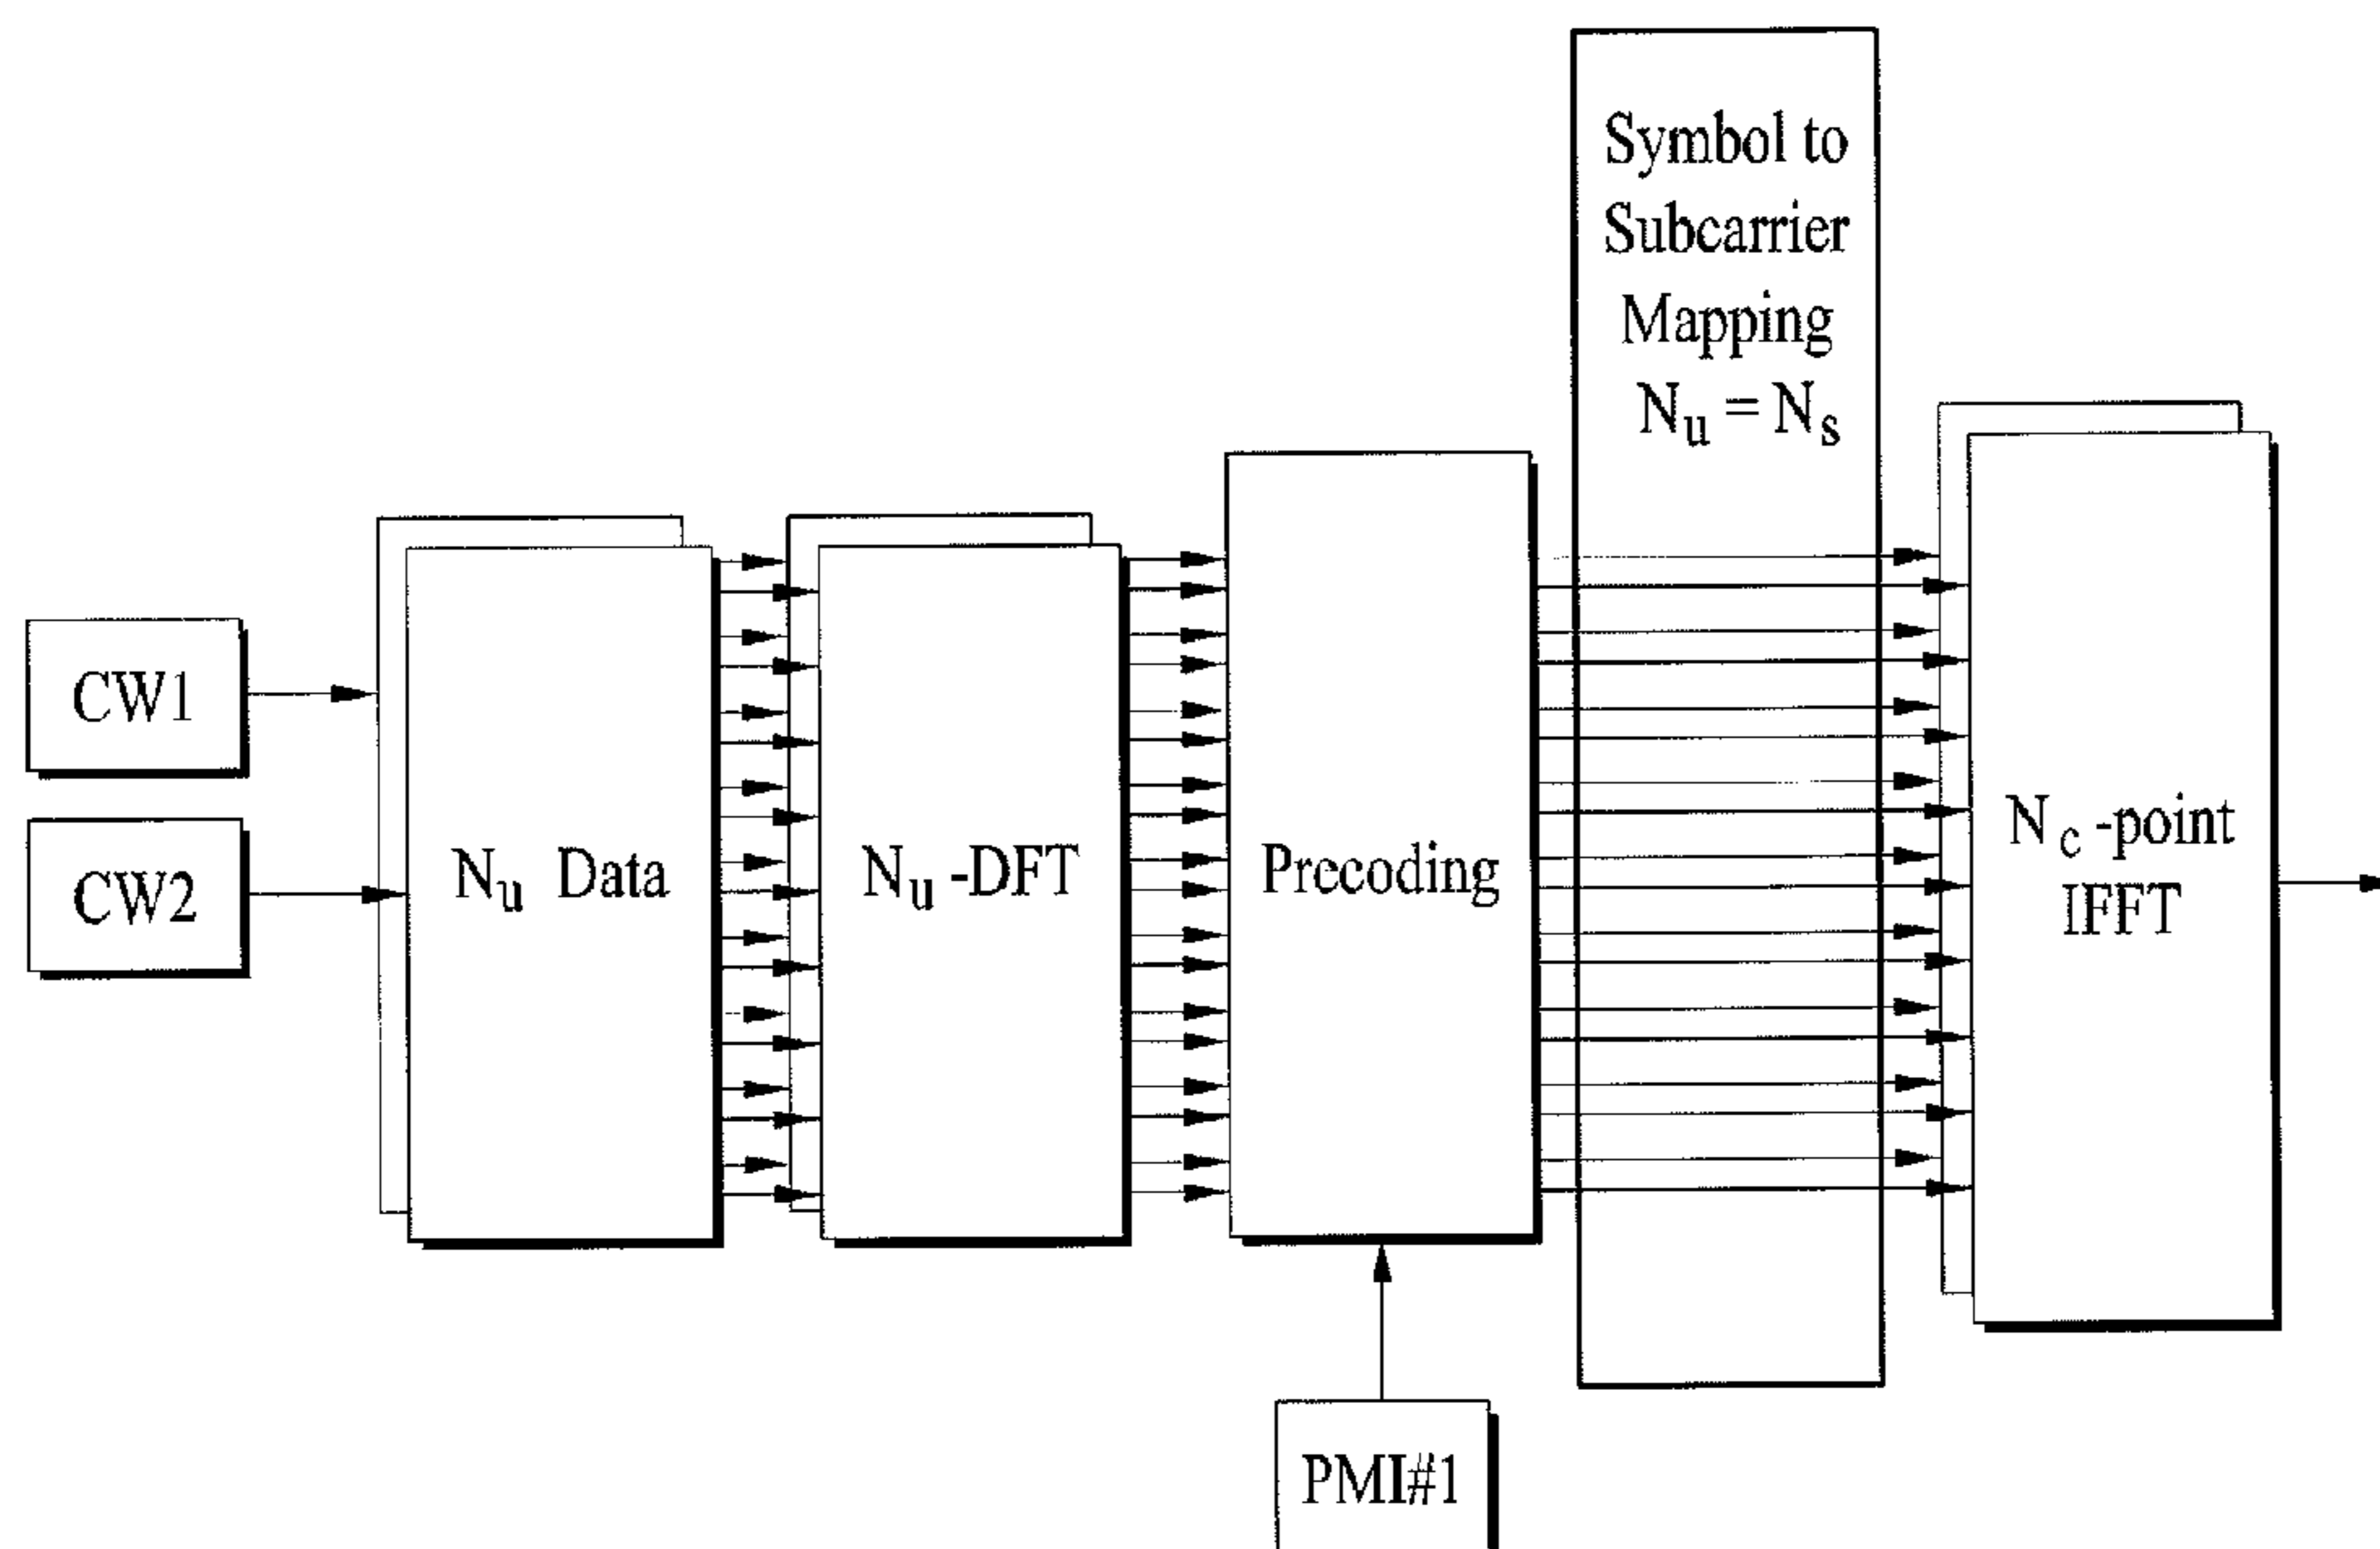 CW1
CW2
Nu Data
Nu -DFT
Precoding
PMI#1
Symbol to
Subcarrier
Mapping
Nu = Ns
Nc -point
IFFT